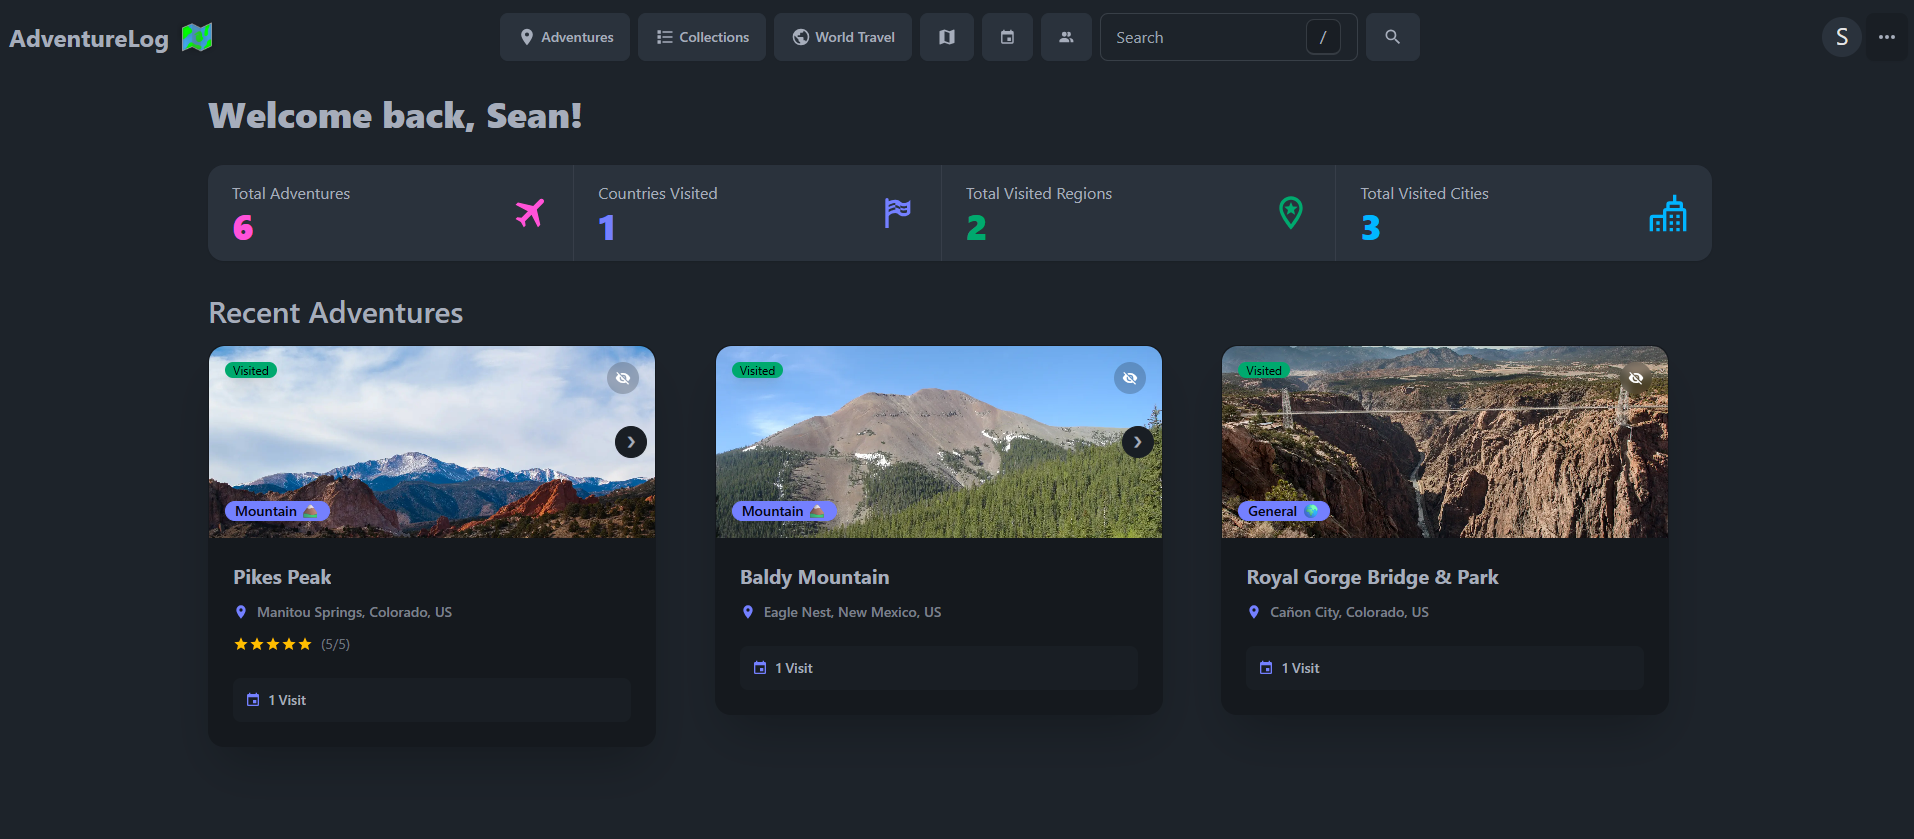 AdventureLog
Adventures
Collections
World Travel
Search
/
S
Welcome back, Sean!
Total Adventures
6
Countries Visited
1
Total Visited Regions
2
Total Visited Cities
3
Recent Adventures
Visited
Mountain
Pikes Peak
Manitou Springs, Colorado, US
(5/5)
1 Visit
Visited
Mountain
Baldy Mountain
Eagle Nest, New Mexico, US
1 Visit
Visited
General
Royal Gorge Bridge & Park
Cañon City, Colorado, US
1 Visit